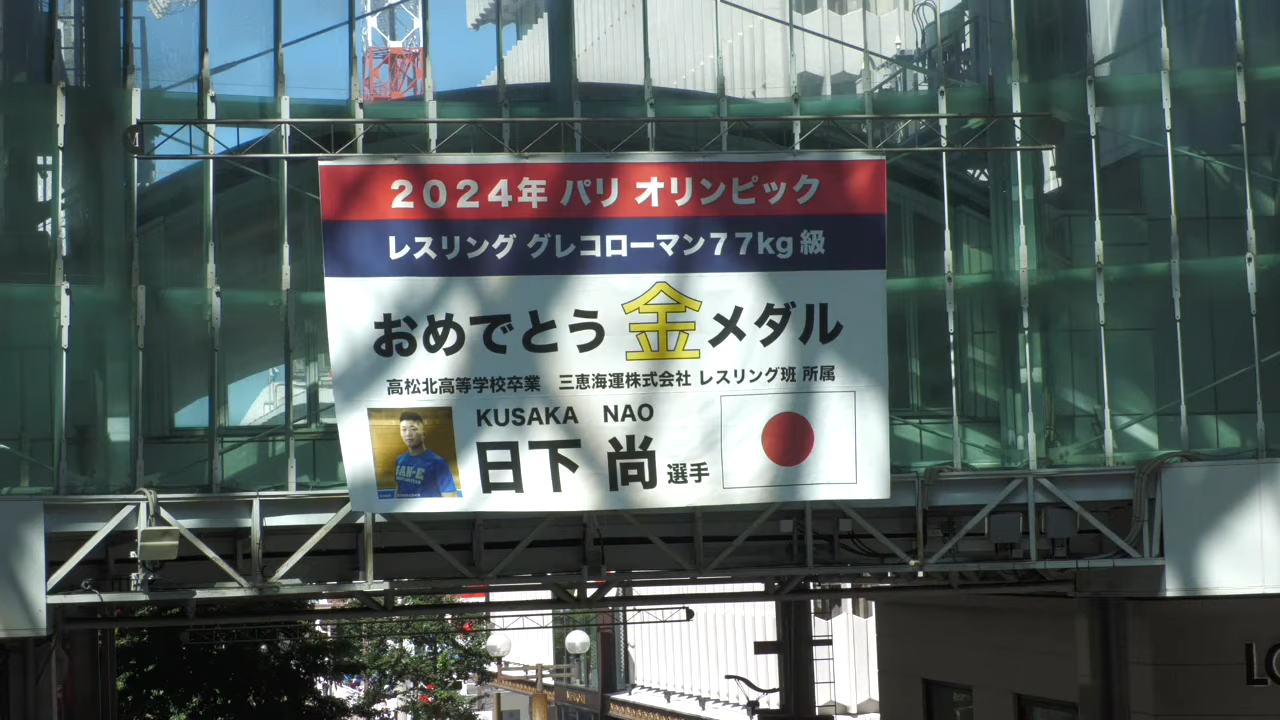 2024年 パリ オリンピック
レスリング グレコローマン77kg級
おめでとう金メダル
高松北高等学校卒業　三恵海運株式会社 レスリング班 所属
KUSAKA NAO
日下 尚 選手